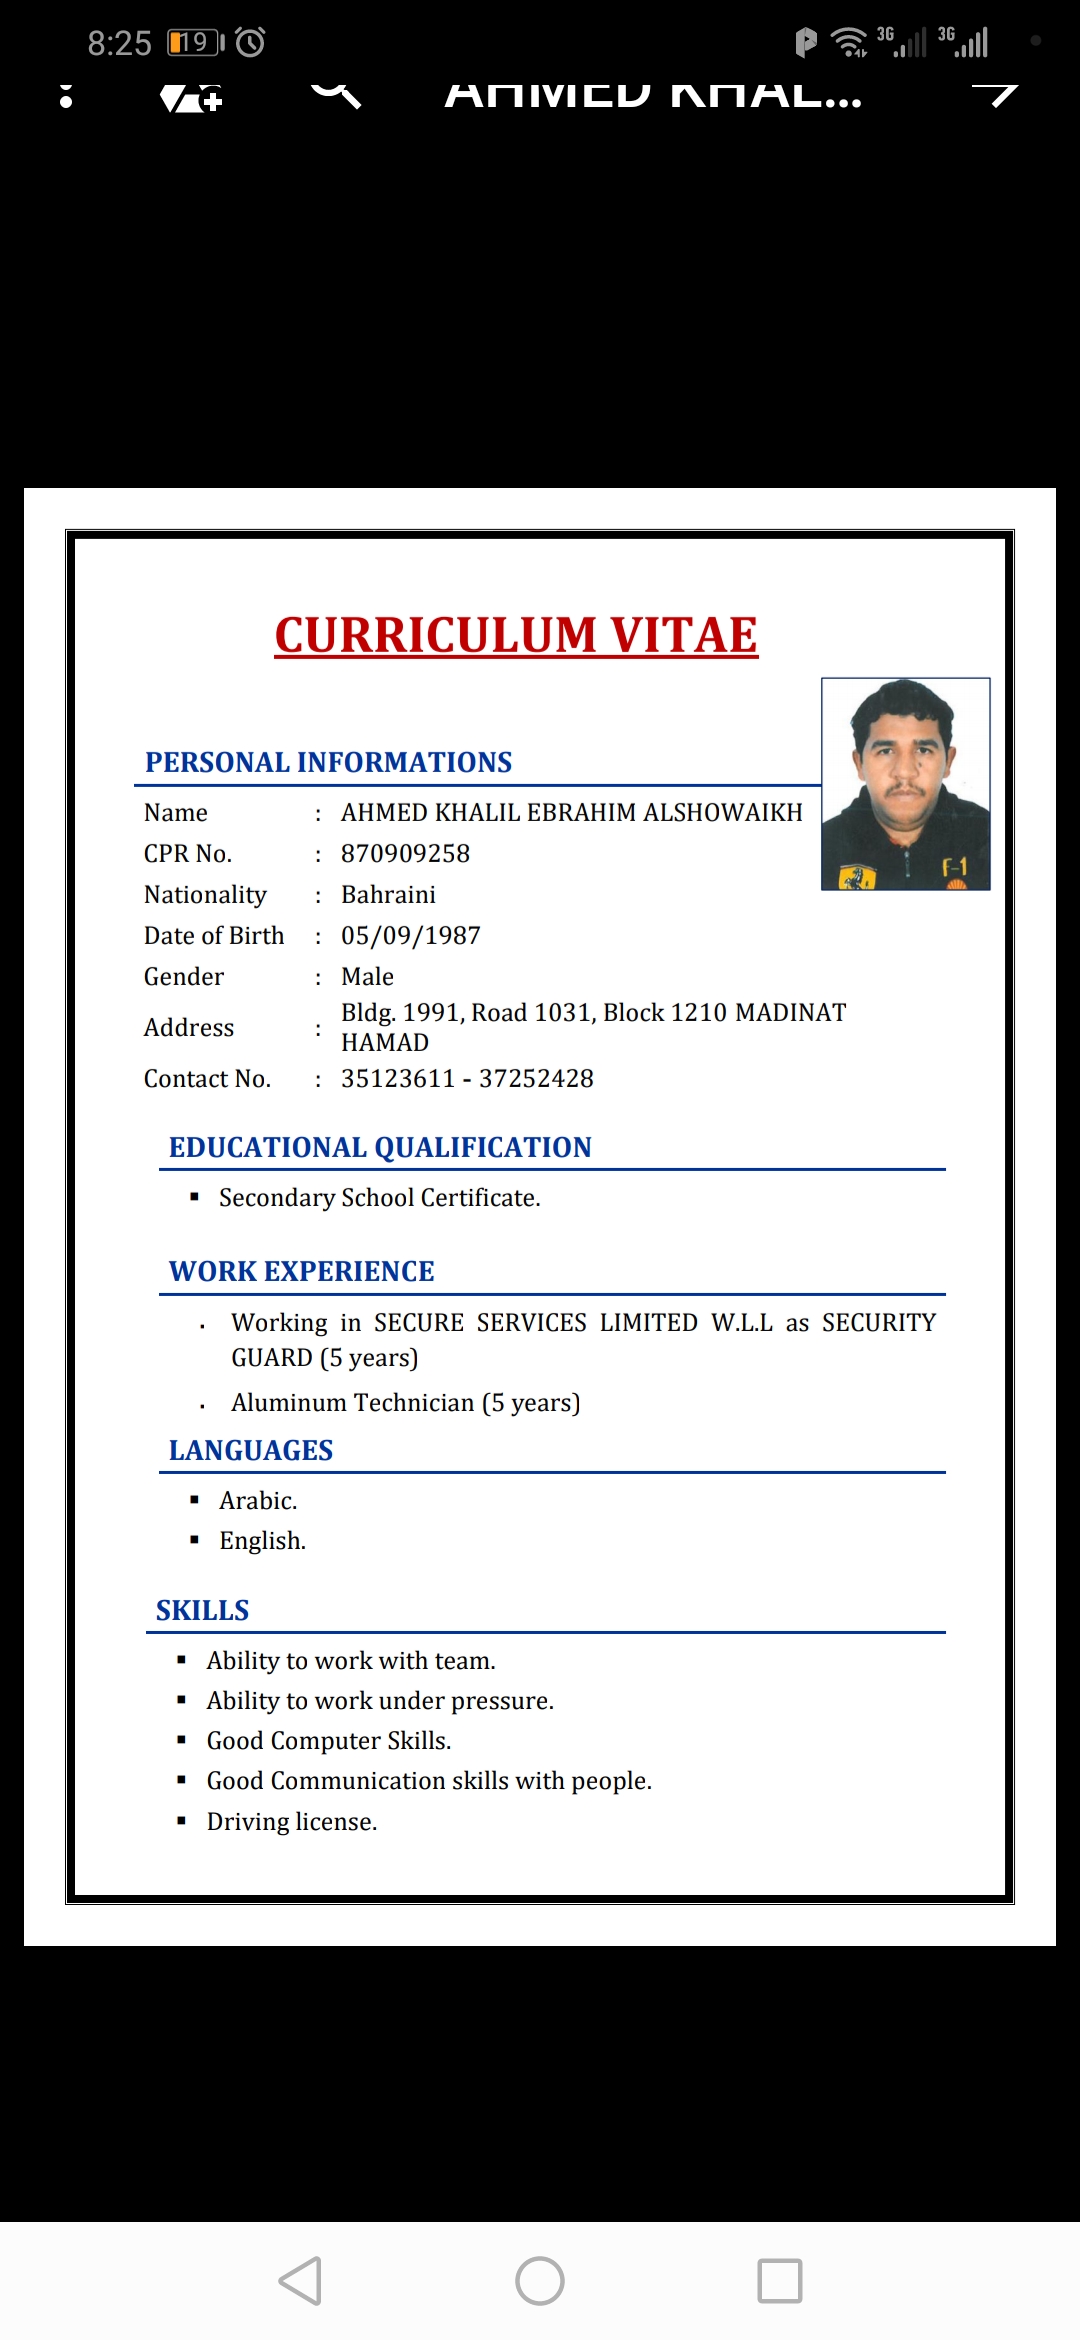 8:25 19 3G 3G
AHMED KHAL...
CURRICULUM VITAE
PERSONAL INFORMATIONS
Name : AHMED KHALIL EBRAHIM ALSHOWAIKH
CPR No. : 870909258
Nationality : Bahraini
Date of Birth : 05/09/1987
Gender : Male
Address : Bldg. 1991, Road 1031, Block 1210 MADINAT
HAMAD
Contact No. : 35123611 - 37252428
F-1
EDUCATIONAL QUALIFICATION
▪ Secondary School Certificate.
WORK EXPERIENCE
. Working in SECURE SERVICES LIMITED W.L.L as SECURITY
GUARD (5 years)
. Aluminum Technician (5 years)
LANGUAGES
▪ Arabic.
▪ English.
SKILLS
▪ Ability to work with team.
▪ Ability to work under pressure.
▪ Good Computer Skills.
▪ Good Communication skills with people.
▪ Driving license.